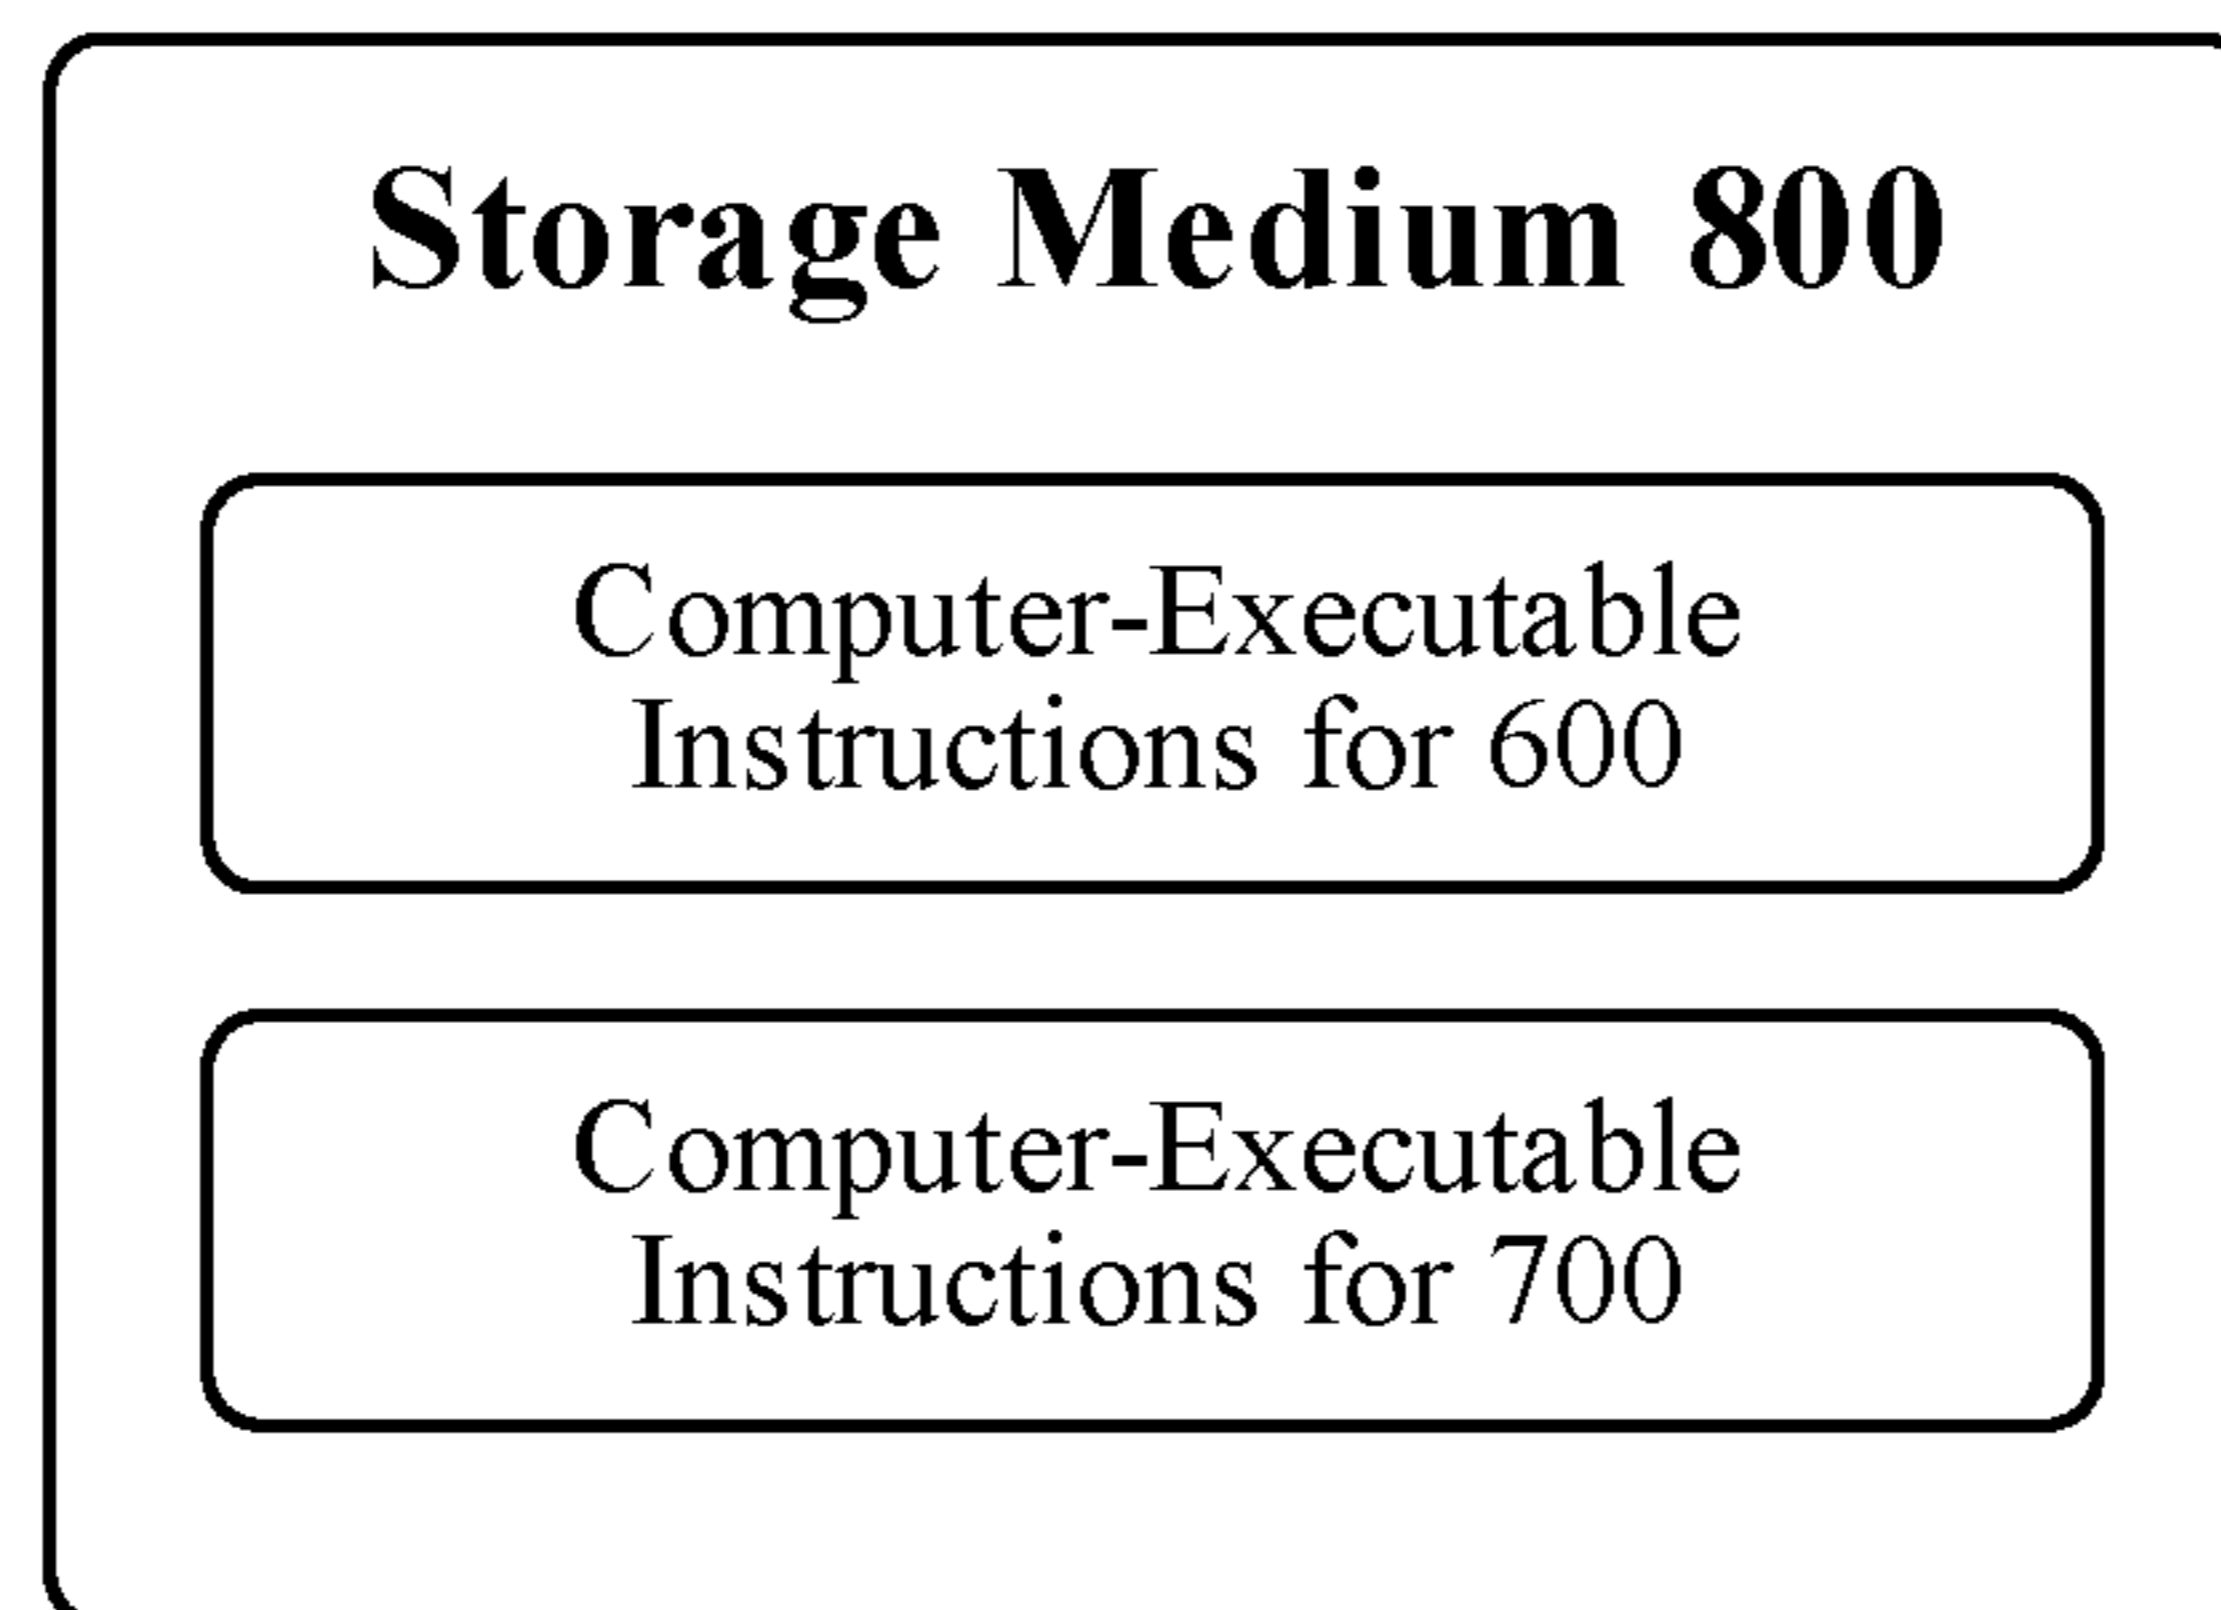 Storage Medium 800
Computer-Executable
Instructions for 600
Computer-Executable
Instructions for 700